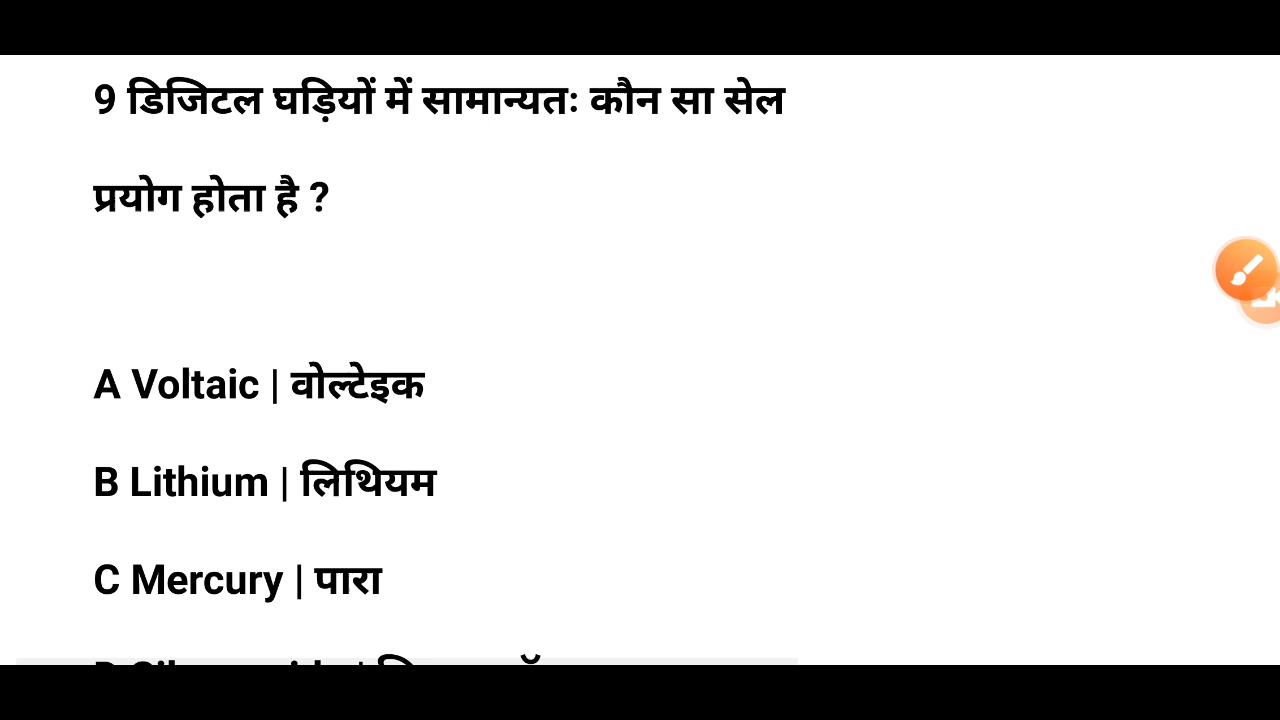 9 डिजिटल घड़ियों में सामान्यतः कौन सा सेल
प्रयोग होता है ?
A Voltaic | वोल्टेइक
B Lithium | लिथियम
C Mercury | पारा